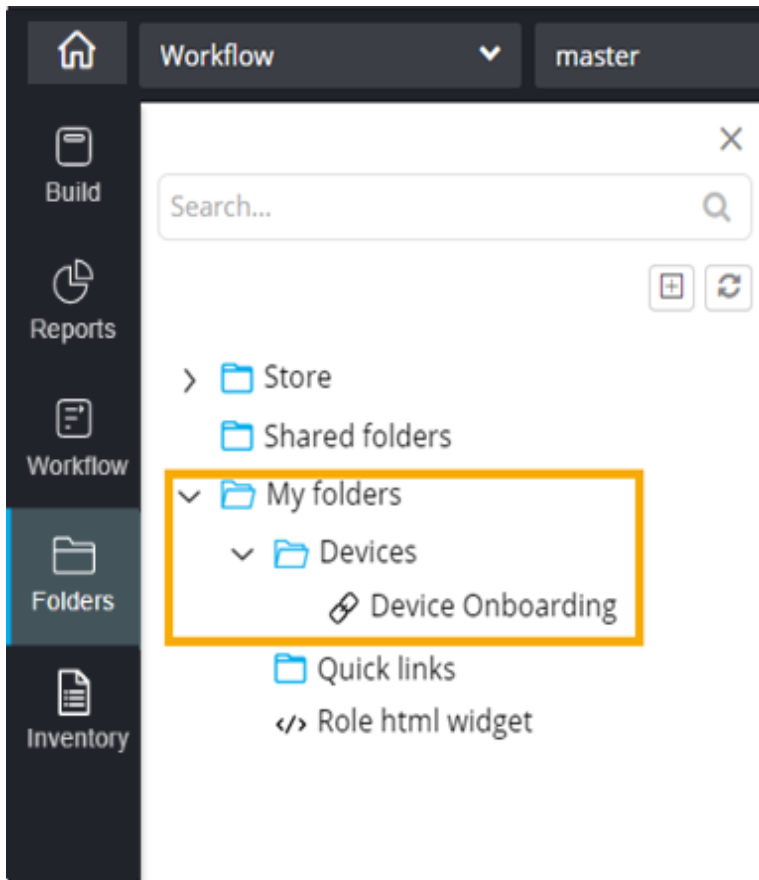 Workflow
master
Build
Search...
Reports
Store
Shared folders
Workflow
My folders
Devices
Folders
Device Onboarding
Quick links
Role html widget
Inventory